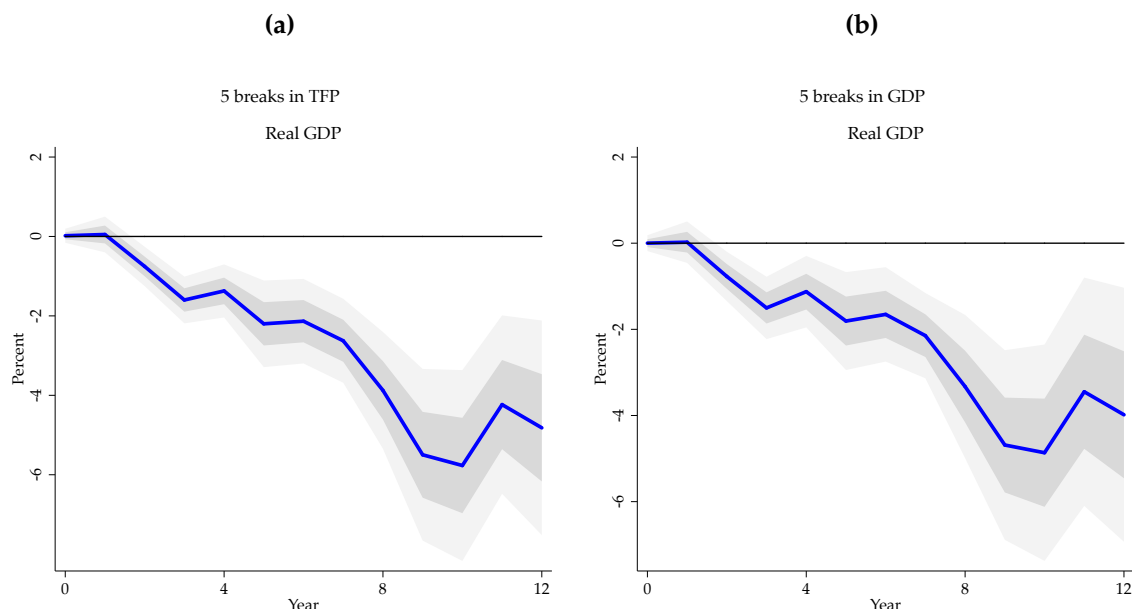 (a)
5 breaks in TFP
Real GDP
Percent
2
0
-2
-4
-6
0 4 8 12
Year
(b)
5 breaks in GDP
Real GDP
Percent
2
0
-2
-4
-6
0 4 8 12
Year